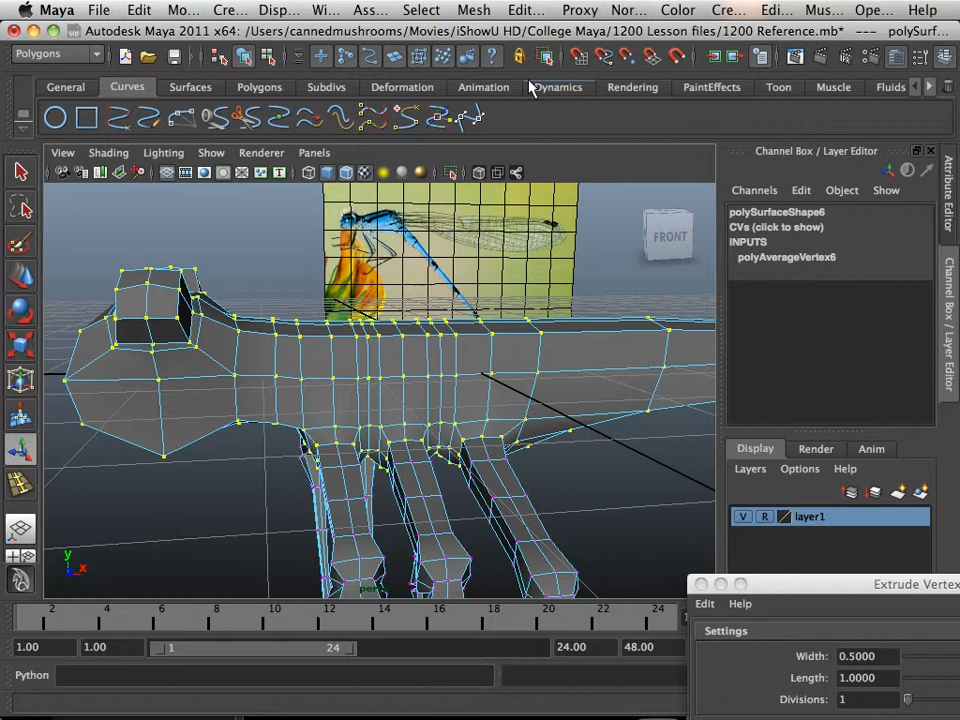 Maya File Edit Mo... Cre... Disp... Wi... Ass... Select Mesh Edit... Proxy Nor... Color Cre... Edi... Mus... Ope... Help
Autodesk Maya 2011 x64: /Users/cannedmushrooms/Movies/iShowU HD/College Maya/1200 Lesson files/1200 Reference.mb* --- polySurf...
Polygons
General Curves Surfaces Polygons Subdivs Deformation Animation Dynamics Rendering PaintEffects Toon Muscle Fluids
View Shading Lighting Show Renderer Panels
Channel Box / Layer Editor
Channels Edit Object Show
polySurfaceShape6
CVs (click to show)
INPUTS
polyAverageVertex6
Attribute Editor
Channel Box / Layer Editor
FRONT
y
x
persp
Display Render Anim
Layers Options Help
V R layer1
2 4 6 8 10 12 14 16 18 20 22 24
1.00 1.00 1 24 24.00 48.00
Python
Extrude Vertex
Edit Help
Settings
Width: 0.5000
Length: 1.0000
Divisions: 1